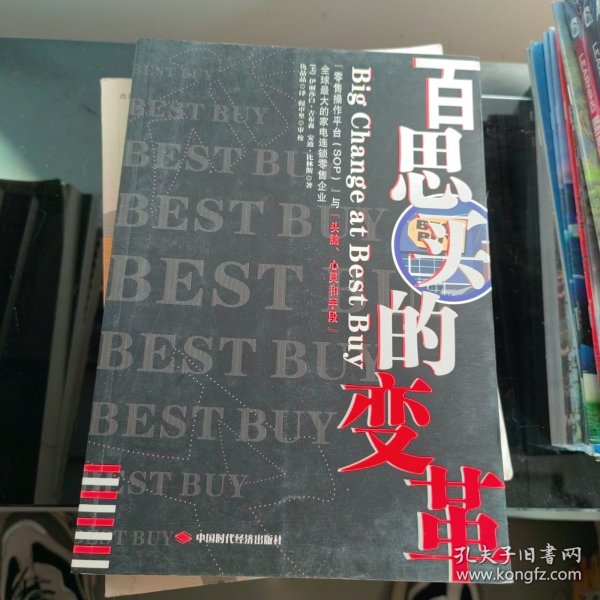 百思买的变革
Big Change at Best Buy
全球最大的家电连锁零售企业
「零售操作平台（SOP）」与「头脑、心灵和手段」
BEST BUY
BEST BUY
BEST BUY
BEST BUY
BEST BUY
BEST BUY
BEST BUY
BEST BUY
中国时代经济出版社
LEARNING
孔夫子旧书网
www.kongfz.com